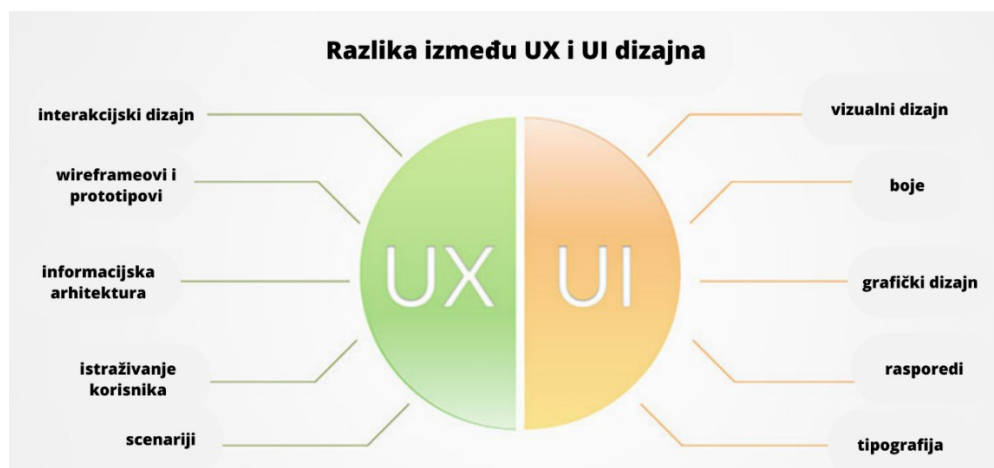 Razlika između UX i UI dizajna
interakcijski dizajn
wireframeovi i
prototipovi
informacijska
arhitektura
istraživanje
korisnika
scenariji
UX
UI
vizualni dizajn
boje
grafički dizajn
rasporedi
tipografija